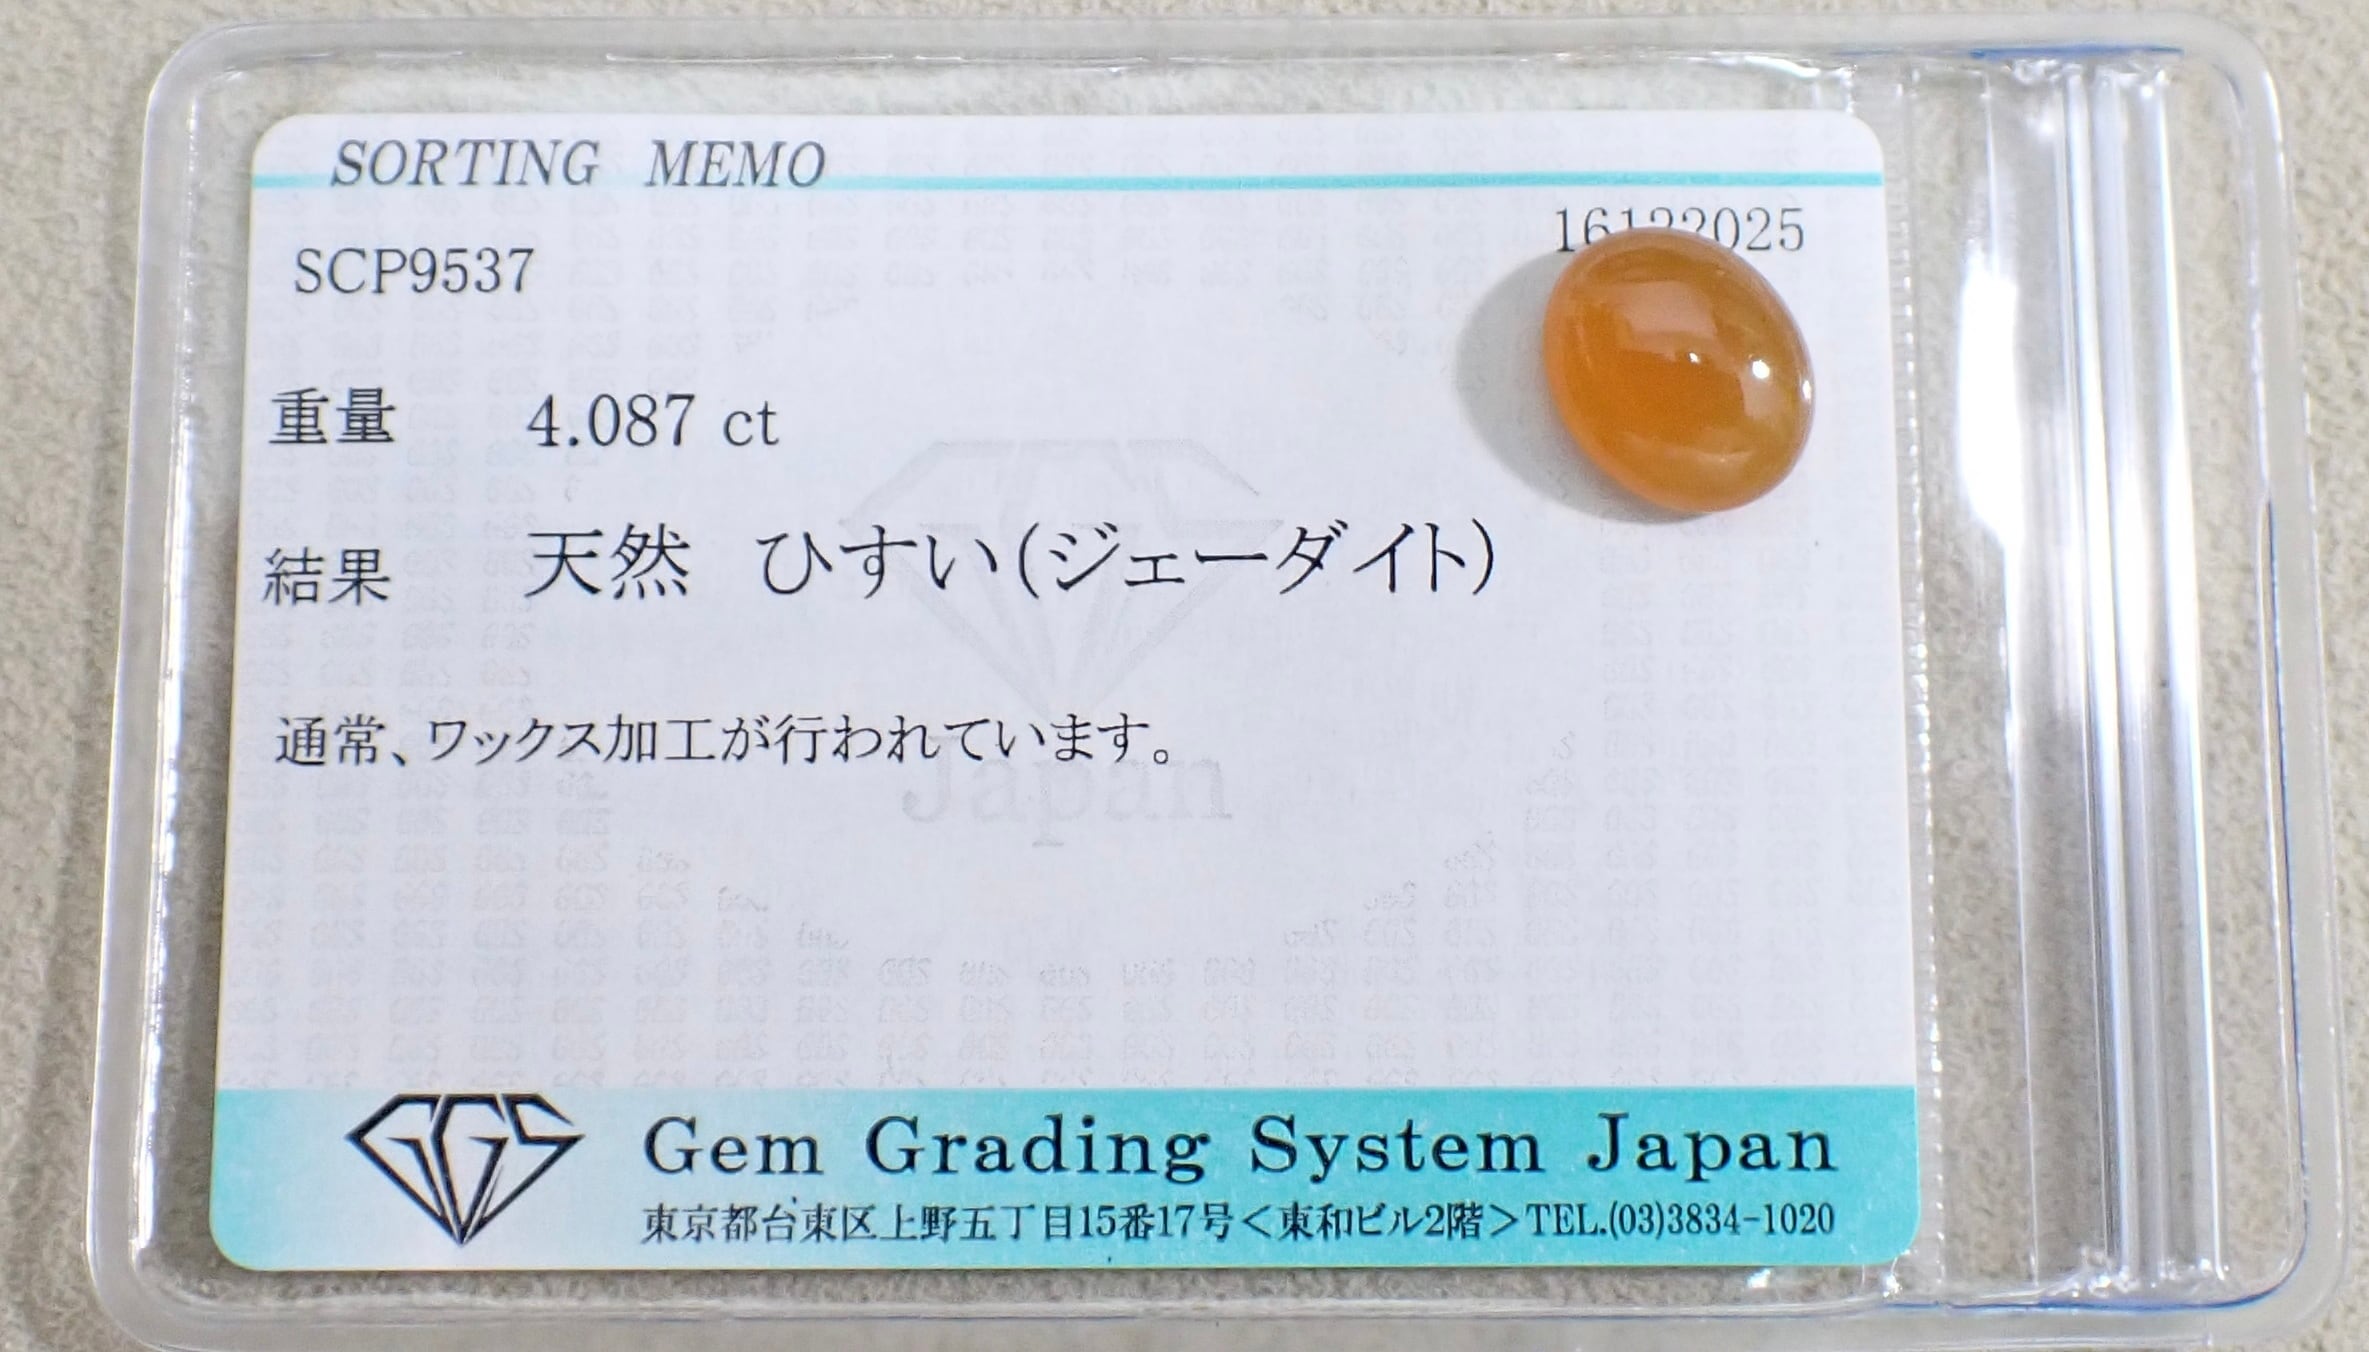 SORTING MEMO
16122025
SCP9537
重量 4.087 ct
結果 天然 ひすい(ジェーダイト)
通常、ワックス加工が行われています。
Japan
GGS
Gem Grading System Japan
東京都台東区上野五丁目15番17号<東和ビル2階>TEL.(03)3834-1020